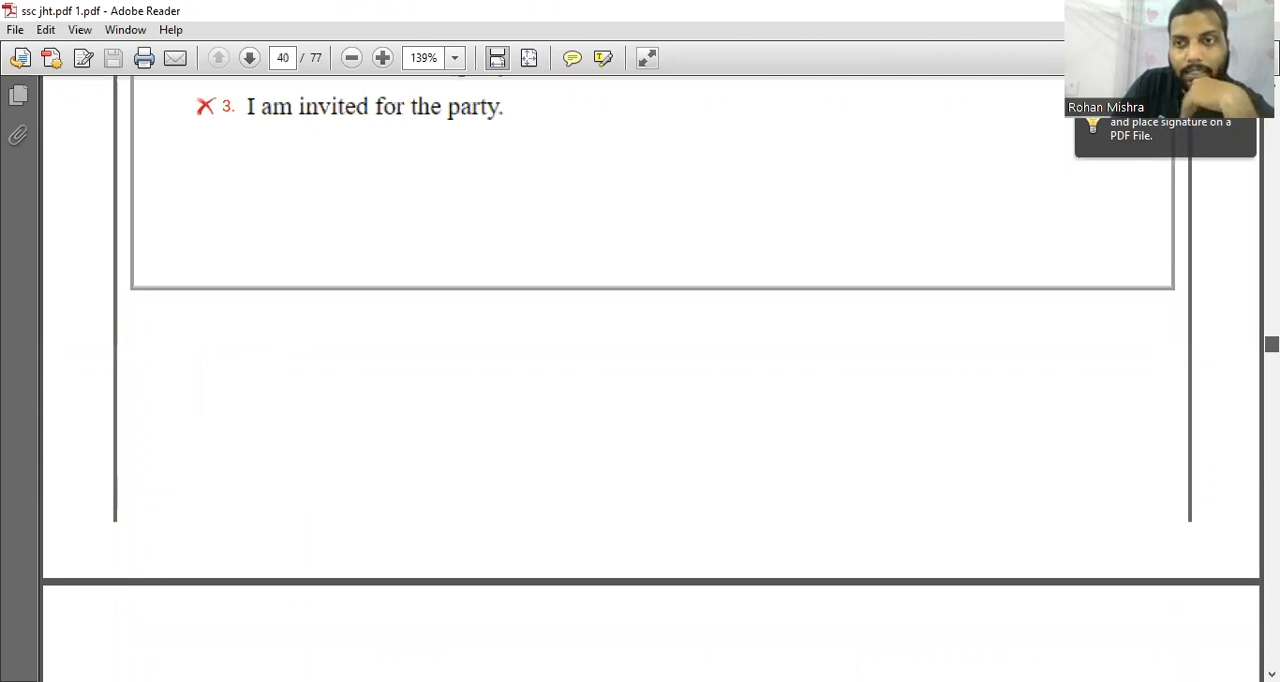 ssc jht.pdf 1.pdf - Adobe Reader
File Edit View Window Help
40 / 77 139%
Rohan Mishra
and place signature on a
PDF File.
3. I am invited for the party.